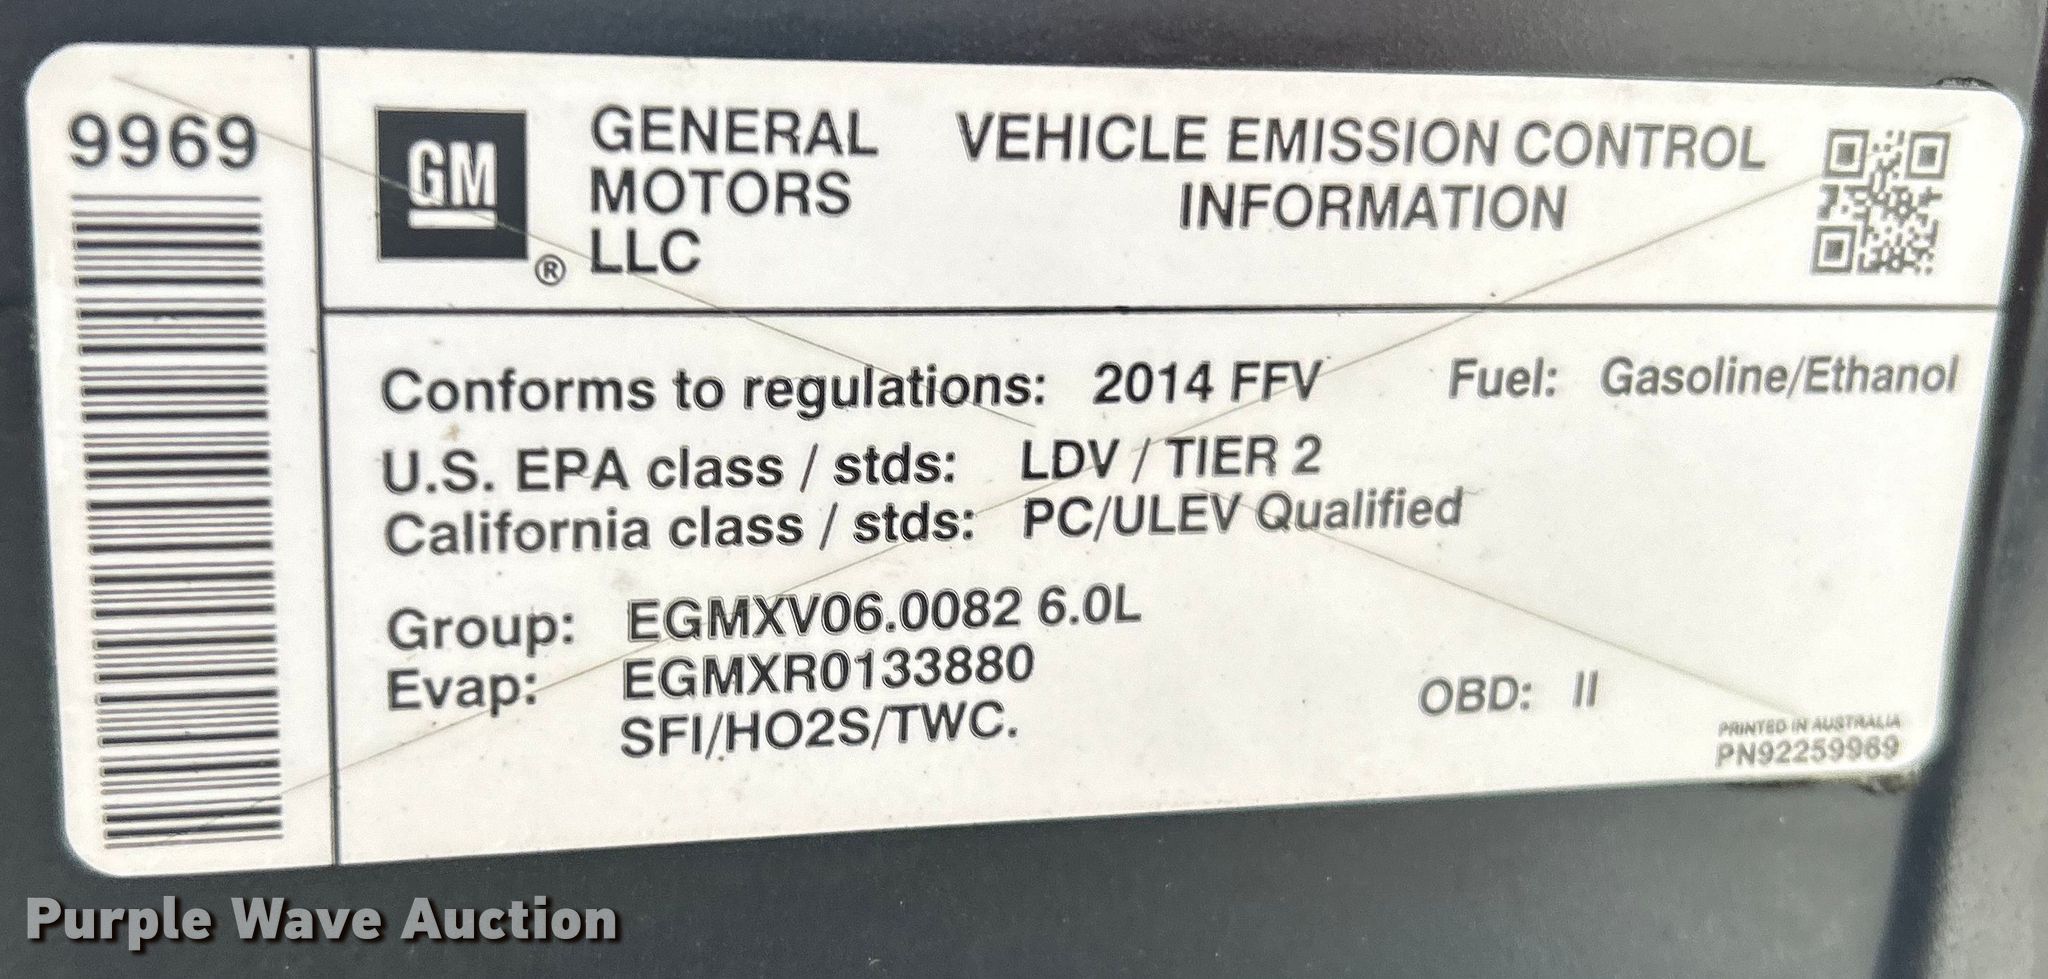 9969
GM
®
GENERAL
MOTORS
LLC
VEHICLE EMISSION CONTROL
INFORMATION
Conforms to regulations: 2014 FFV Fuel: Gasoline/Ethanol
U.S. EPA class / stds: LDV / TIER 2
California class / stds: PC/ULEV Qualified
Group: EGMXV06.0082 6.0L
Evap: EGMXR0133880
SFI/HO2S/TWC.
OBD: II
PRINTED IN AUSTRALIA
PN92259969
Purple Wave Auction